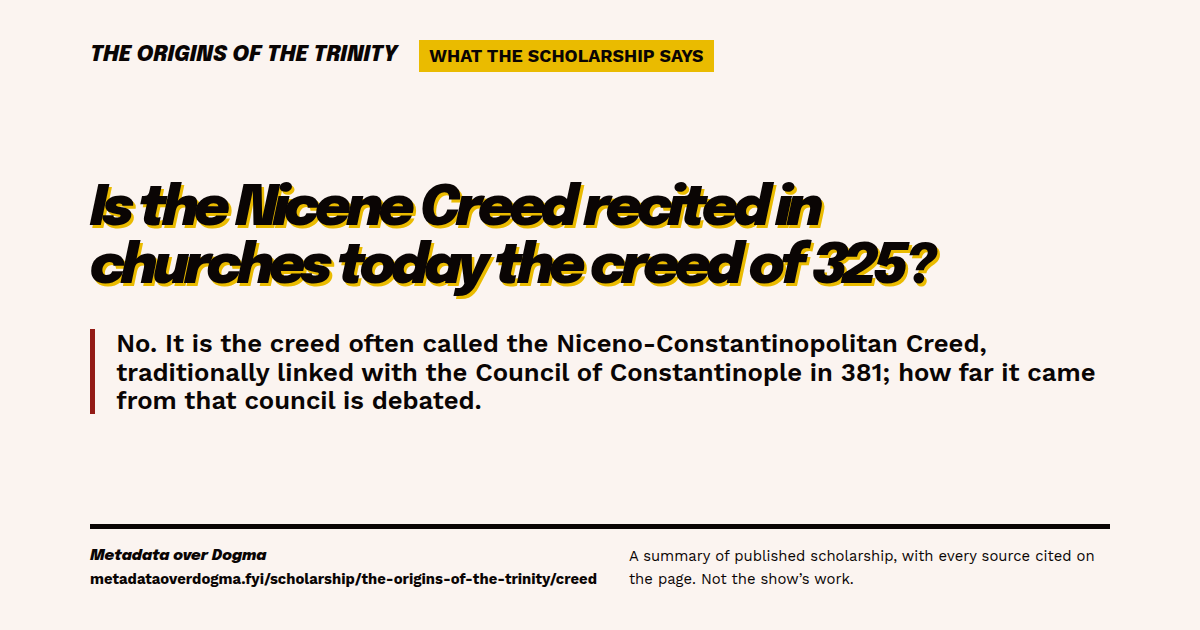 THE ORIGINS OF THE TRINITY
WHAT THE SCHOLARSHIP SAYS
Is the Nicene Creed recited in
churches today the creed of 325?
No. It is the creed often called the Niceno-Constantinopolitan Creed,
traditionally linked with the Council of Constantinople in 381; how far it came
from that council is debated.
Metadata over Dogma
metadataoverdogma.fyi/scholarship/the-origins-of-the-trinity/creed
A summary of published scholarship, with every source cited on
the page. Not the show’s work.